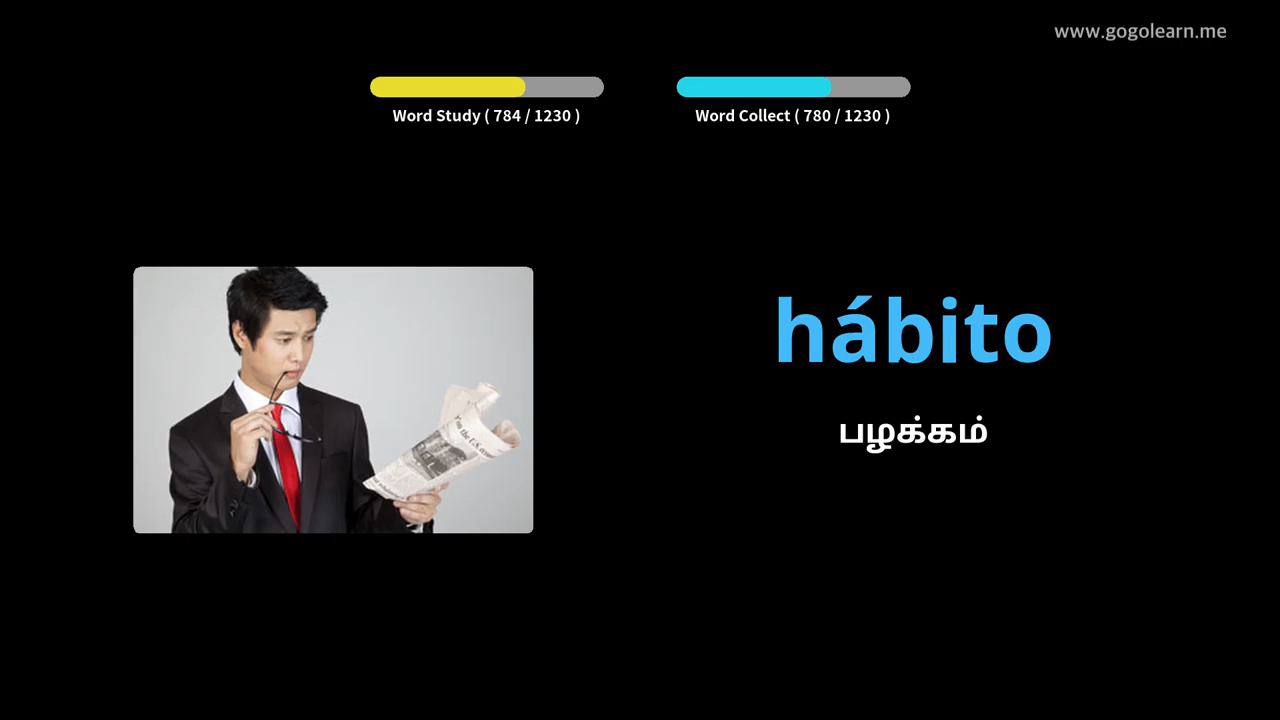 www.gogolearn.me
Word Study ( 784 / 1230 )
Word Collect ( 780 / 1230 )
hábito
பழக்கம்